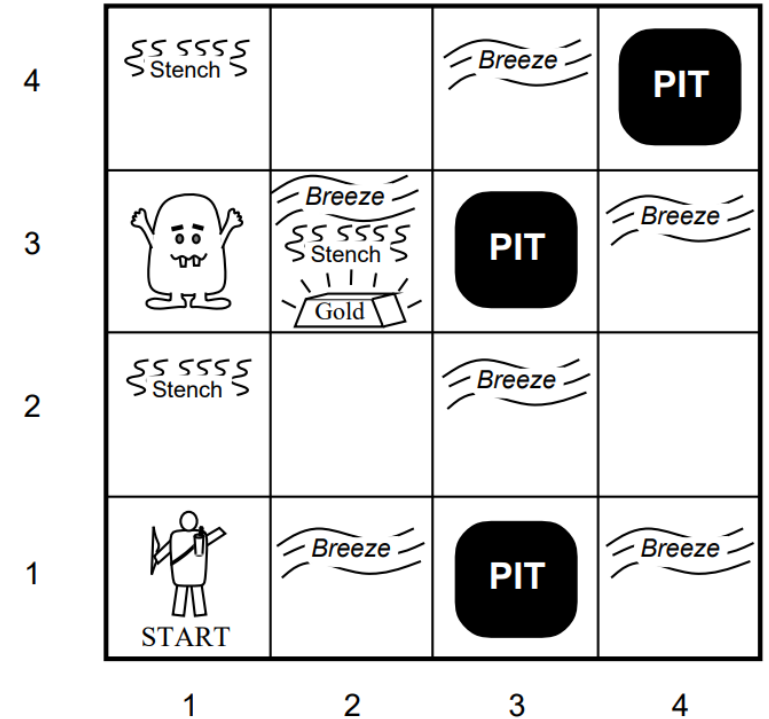 4
Stench
Breeze
PIT
3
Breeze
Stench
Gold
PIT
Breeze
2
Stench
Breeze
1
START
Breeze
PIT
Breeze
1 2 3 4